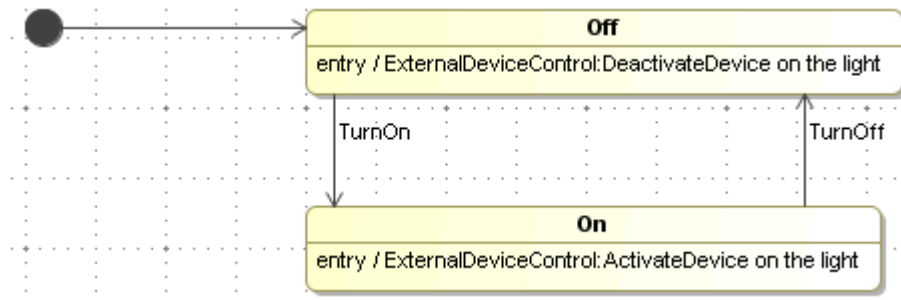 Off
entry / ExternalDeviceControl:DeactivateDevice on the light
TurnOn
TurnOff
On
entry / ExternalDeviceControl:ActivateDevice on the light